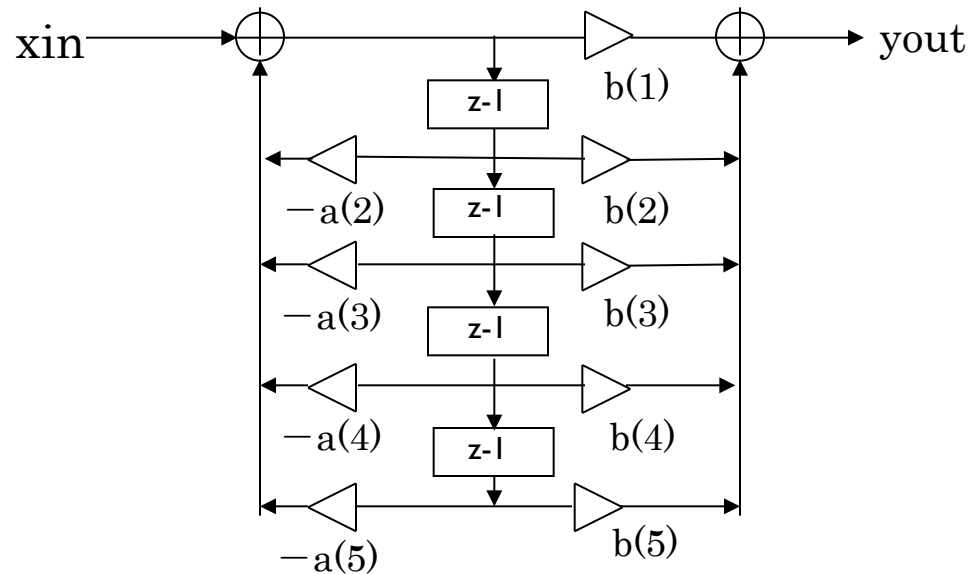 xin
yout
b(1)
z-1
−a(2)
b(2)
z-1
−a(3)
b(3)
z-1
−a(4)
b(4)
z-1
−a(5)
b(5)